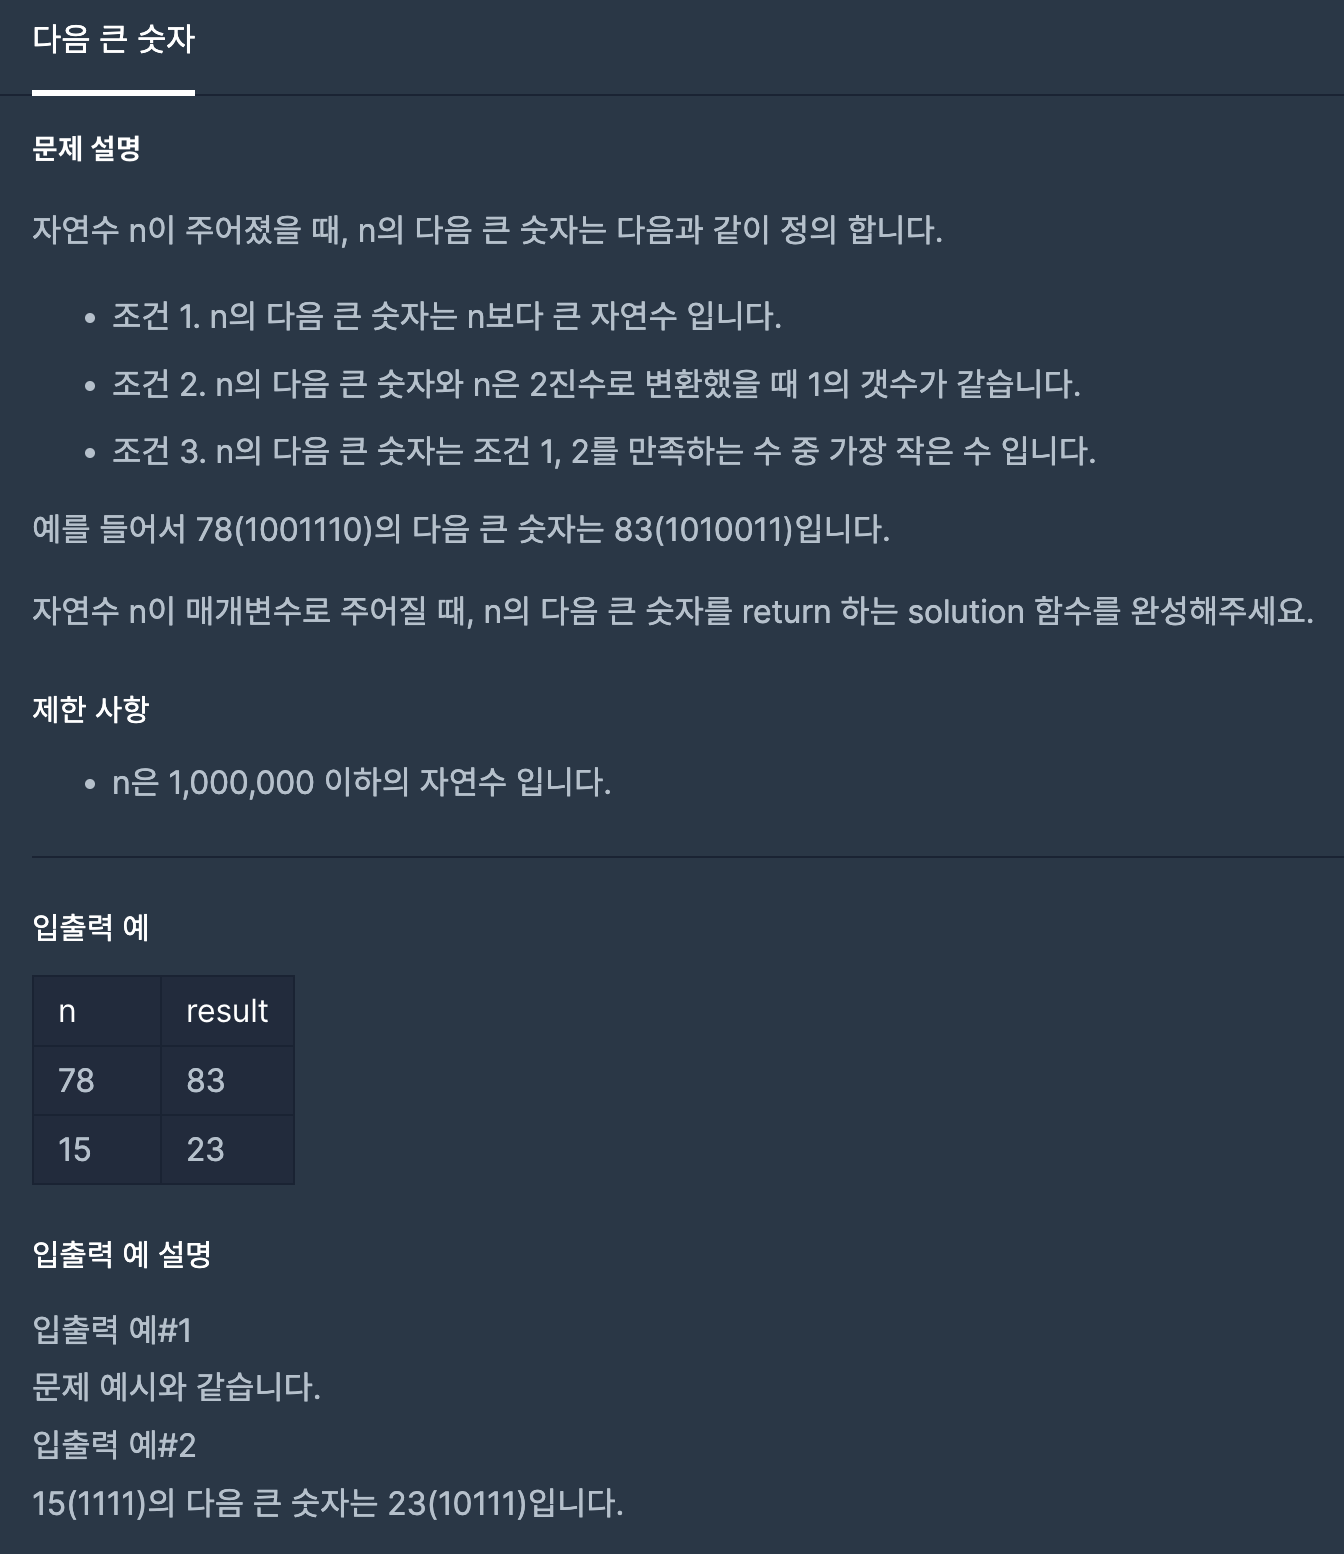 다음 큰 숫자
문제 설명
자연수 n이 주어졌을 때, n의 다음 큰 숫자는 다음과 같이 정의 합니다.
• 조건 1. n의 다음 큰 숫자는 n보다 큰 자연수 입니다.
• 조건 2. n의 다음 큰 숫자와 n은 2진수로 변환했을 때 1의 갯수가 같습니다.
• 조건 3. n의 다음 큰 숫자는 조건 1, 2를 만족하는 수 중 가장 작은 수 입니다.
예를 들어서 78(1001110)의 다음 큰 숫자는 83(1010011)입니다.
자연수 n이 매개변수로 주어질 때, n의 다음 큰 숫자를 return 하는 solution 함수를 완성해주세요.
제한 사항
• n은 1,000,000 이하의 자연수 입니다.
입출력 예
n result
78 83
15 23
입출력 예 설명
입출력 예#1
문제 예시와 같습니다.
입출력 예#2
15(1111)의 다음 큰 숫자는 23(10111)입니다.